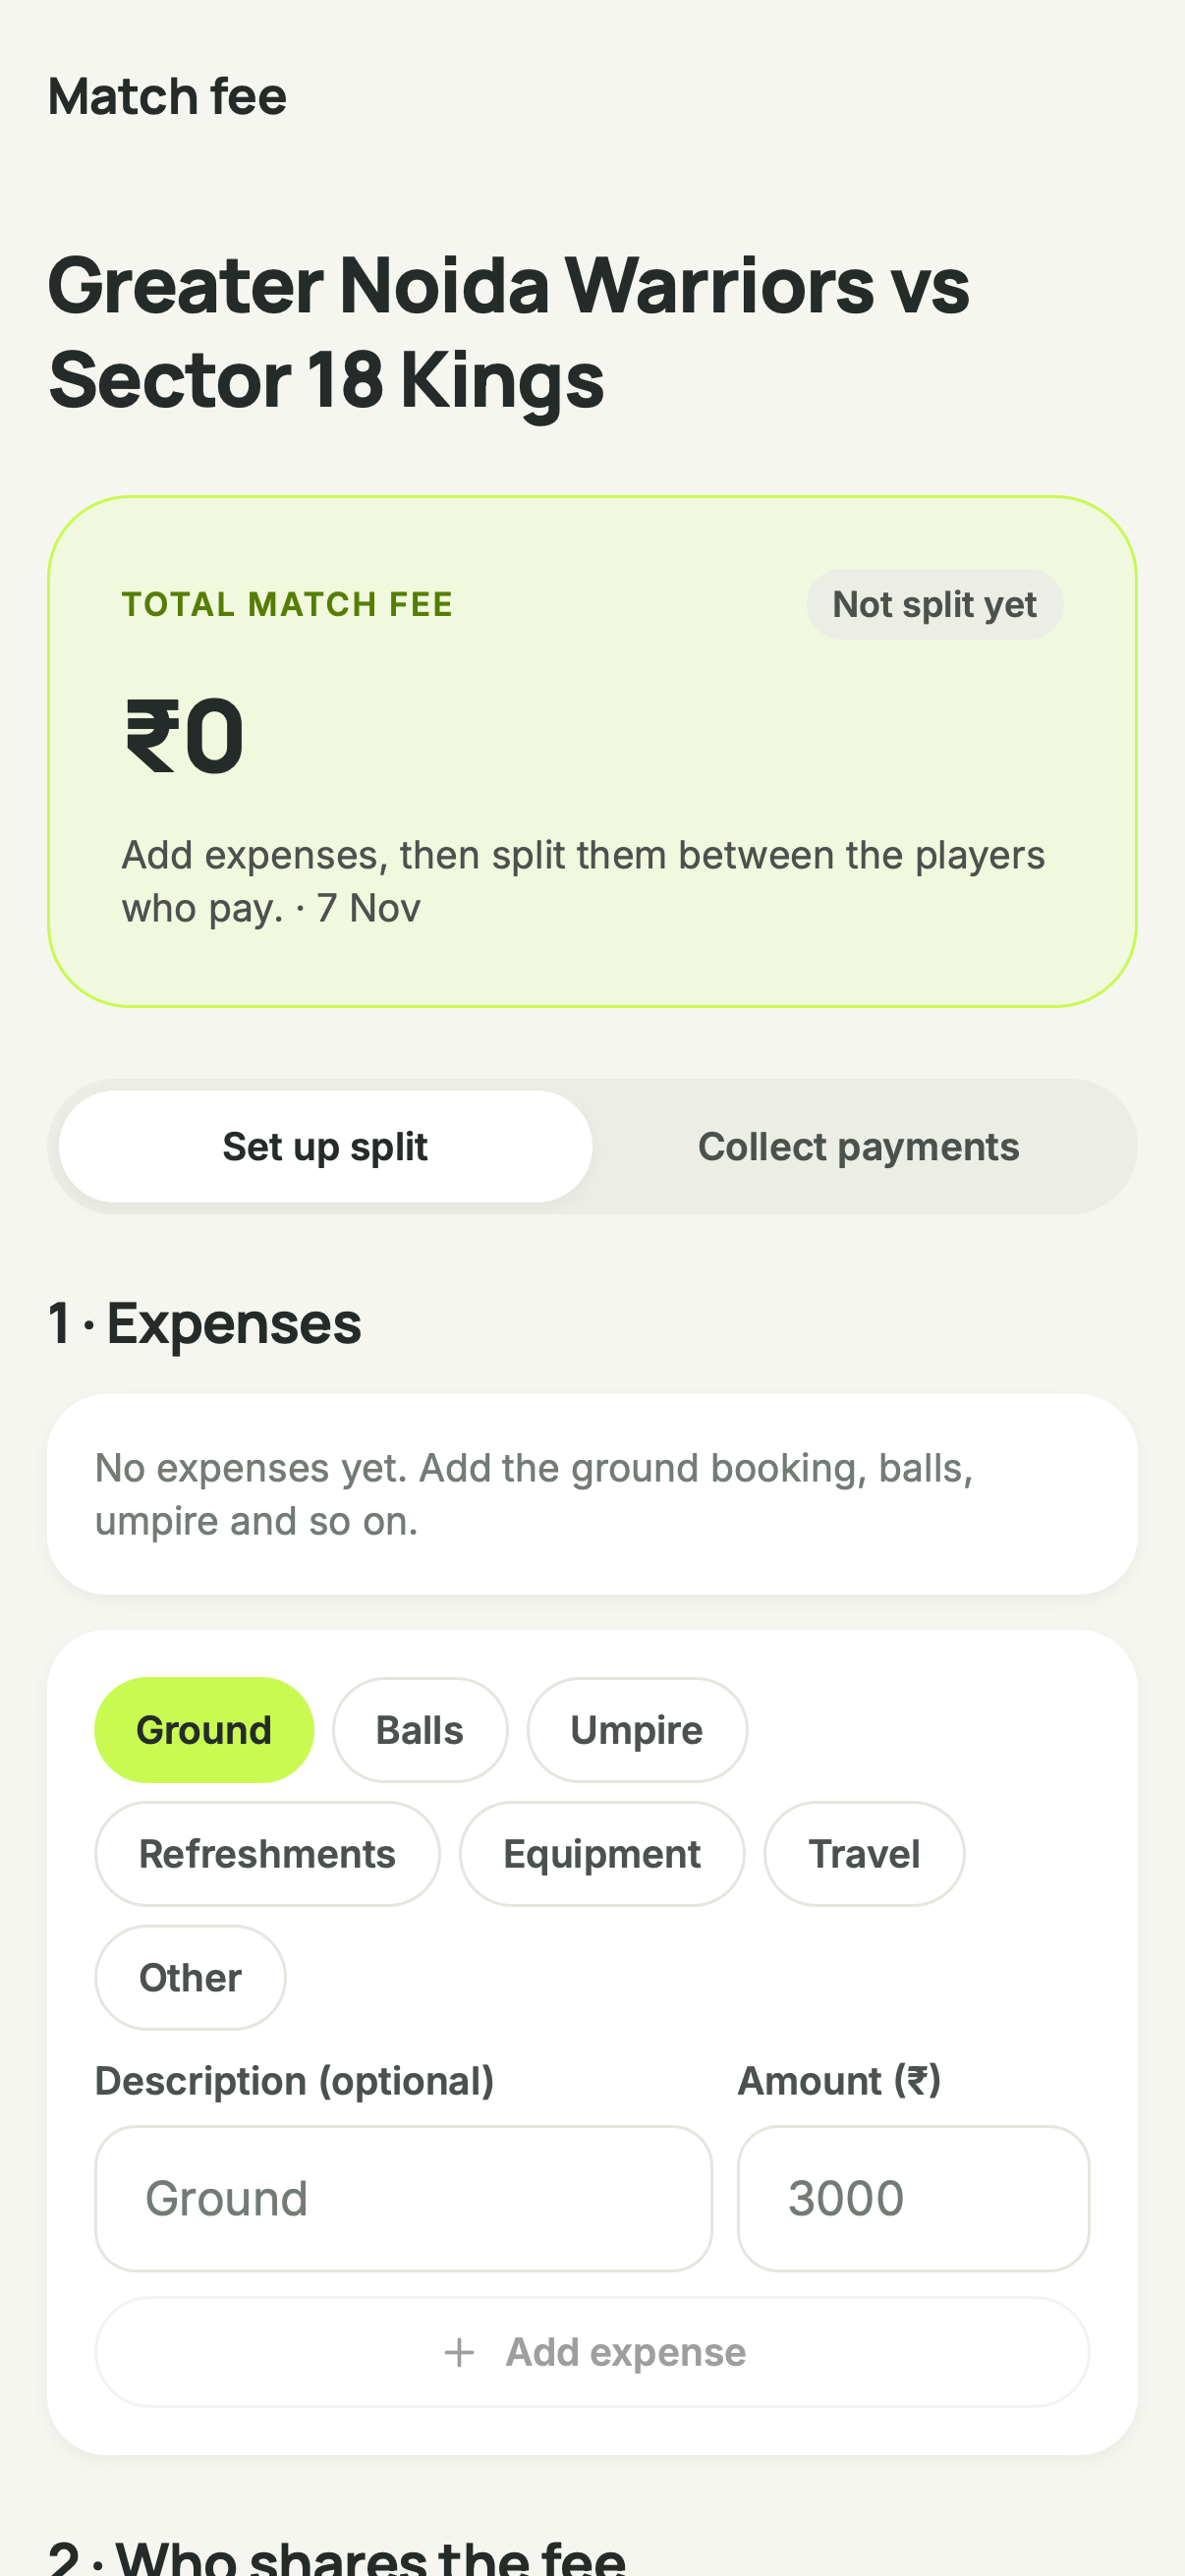 Match fee
Greater Noida Warriors vs
Sector 18 Kings
TOTAL MATCH FEE
Not split yet
₹0
Add expenses, then split them between the players
who pay. · 7 Nov
Set up split
Collect payments
1 · Expenses
No expenses yet. Add the ground booking, balls,
umpire and so on.
Ground
Balls
Umpire
Refreshments
Equipment
Travel
Other
Description (optional)
Amount (₹)
Ground
3000
+ Add expense
2 · Who shares the fee